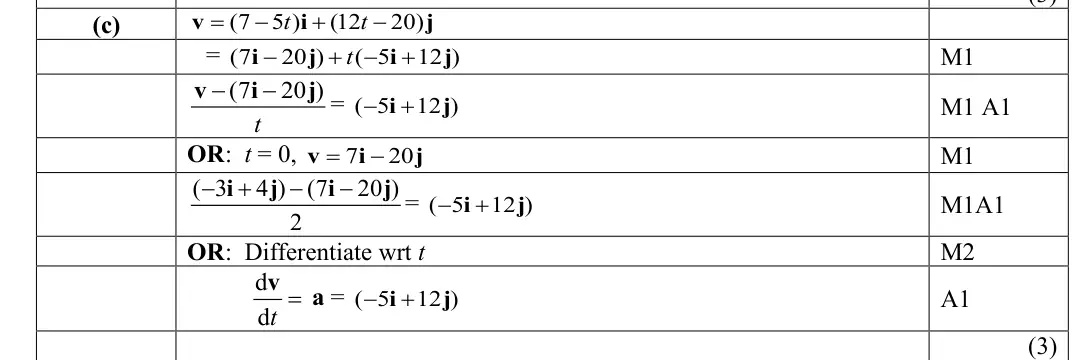 (3)
(c) v = (7 − 5t)i + (12t − 20)j
= (7i − 20j) + t(−5i + 12j) M1
v − (7i − 20j)
t
= (−5i + 12j) M1 A1
OR: t = 0, v = 7i − 20j M1
(−3i + 4j) − (7i − 20j)
2
= (−5i + 12j) M1A1
OR: Differentiate wrt t M2
dv
dt
= a = (−5i + 12j) A1
(3)